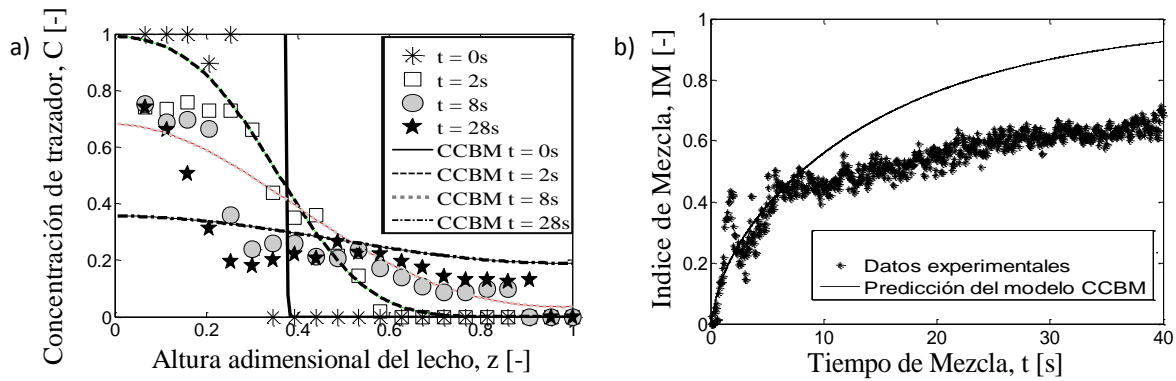 a)
Concentración de trazador, C [-]
1
0.8
0.6
0.4
0.2
0
0
0.2
0.4
0.6
0.8
1
Altura adimensional del lecho, z [-]
t = 0s
t = 2s
t = 8s
t = 28s
CCBM t = 0s
CCBM t = 2s
CCBM t = 8s
CCBM t = 28s
b)
Indice de Mezcla, IM [-]
1
0.8
0.6
0.4
0.2
0
0
10
20
30
40
Tiempo de Mezcla, t [s]
Datos experimentales
Predicción del modelo CCBM